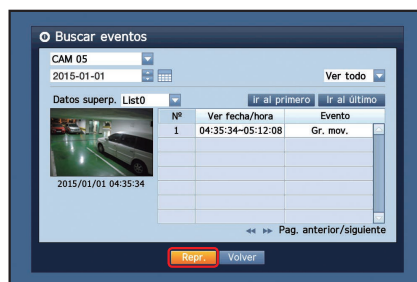 Buscar eventos
CAM 05
2015-01-01
Ver todo
Datos superp. List0
ir al primero
ir al último
Nº Ver fecha/hora Evento
1 04:35:34~05:12:08 Gr. mov.
2015/01/01 04:35:34
Pag. anterior/siguiente
Repr. Volver